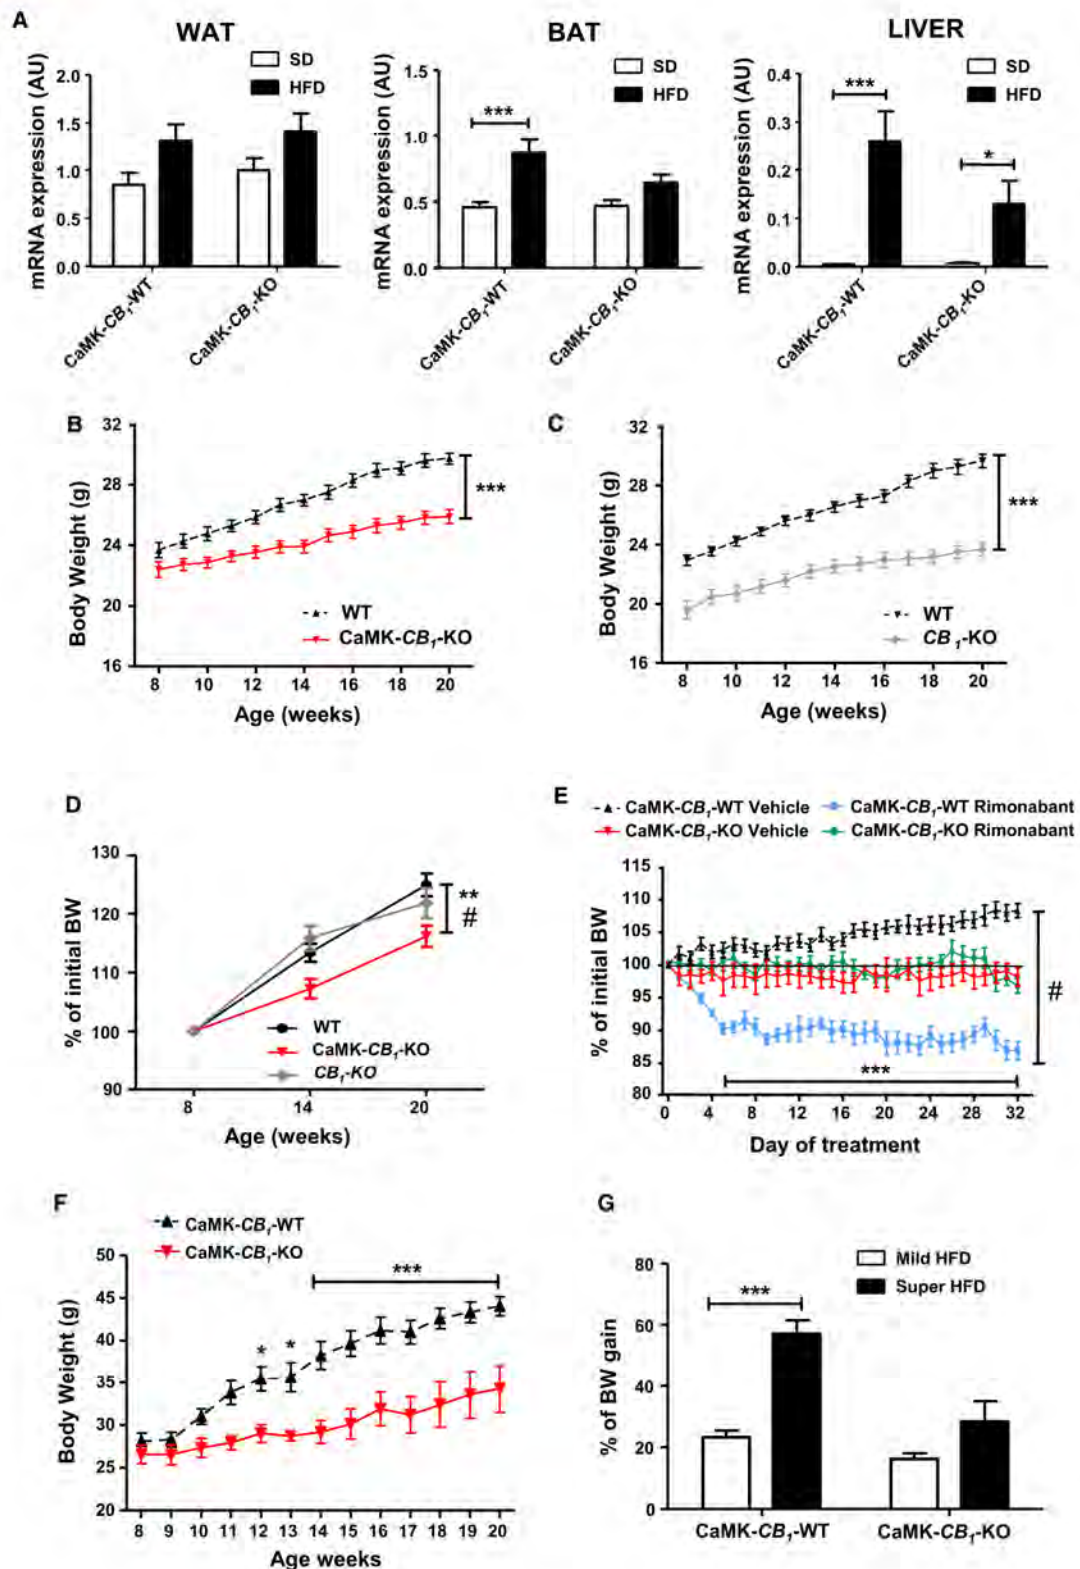 A
WAT
BAT
LIVER
mRNA expression (AU)
2.0
1.5
1.0
0.5
0.0
SD
HFD
CaMK-CB1-WT
CaMK-CB1-KO
mRNA expression (AU)
1.5
1.0
0.5
0.0
***
SD
HFD
CaMK-CB1-WT
CaMK-CB1-KO
mRNA expression (AU)
0.4
0.3
0.2
0.1
0.0
***
*
SD
HFD
CaMK-CB1-WT
CaMK-CB1-KO
B
Body Weight (g)
32
28
24
20
16
***
WT
CaMK-CB1-KO
8 10 12 14 16 18 20
Age (weeks)
C
Body Weight (g)
32
28
24
20
16
***
WT
CB1-KO
8 10 12 14 16 18 20
Age (weeks)
D
% of initial BW
130
120
110
100
90
**
#
WT
CaMK-CB1-KO
CB1-KO
8 14 20
Age (weeks)
E
CaMK-CB1-WT Vehicle CaMK-CB1-WT Rimonabant
CaMK-CB1-KO Vehicle CaMK-CB1-KO Rimonabant
% of initial BW
115
110
105
100
95
90
85
80
#
***
0 4 8 12 16 20 24 28 32
Day of treatment
F
CaMK-CB1-WT
CaMK-CB1-KO
Body Weight (g)
50
45
40
35
30
25
20
* *
***
8 9 10 11 12 13 14 15 16 17 18 19 20
Age weeks
G
% of BW gain
80
60
40
20
0
***
Mild HFD
Super HFD
CaMK-CB1-WT CaMK-CB1-KO